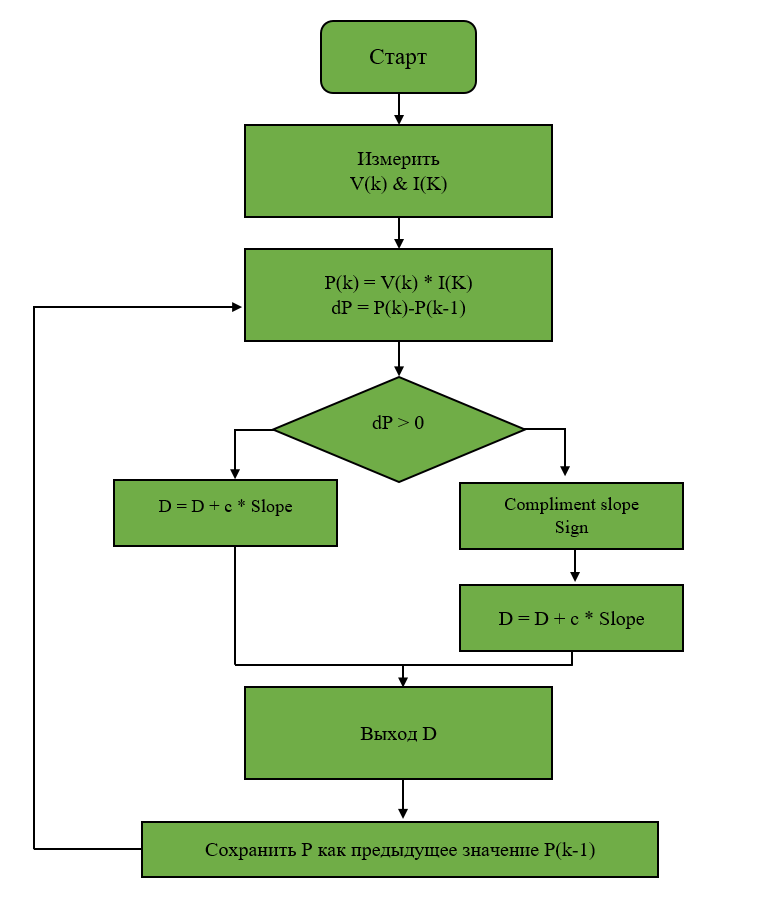 Старт
Измерить
V(k) & I(K)
P(k) = V(k) * I(K)
dP = P(k)-P(k-1)
dP > 0
D = D + c * Slope
Compliment slope
Sign
D = D + c * Slope
Выход D
Сохранить P как предыдущее значение P(k-1)